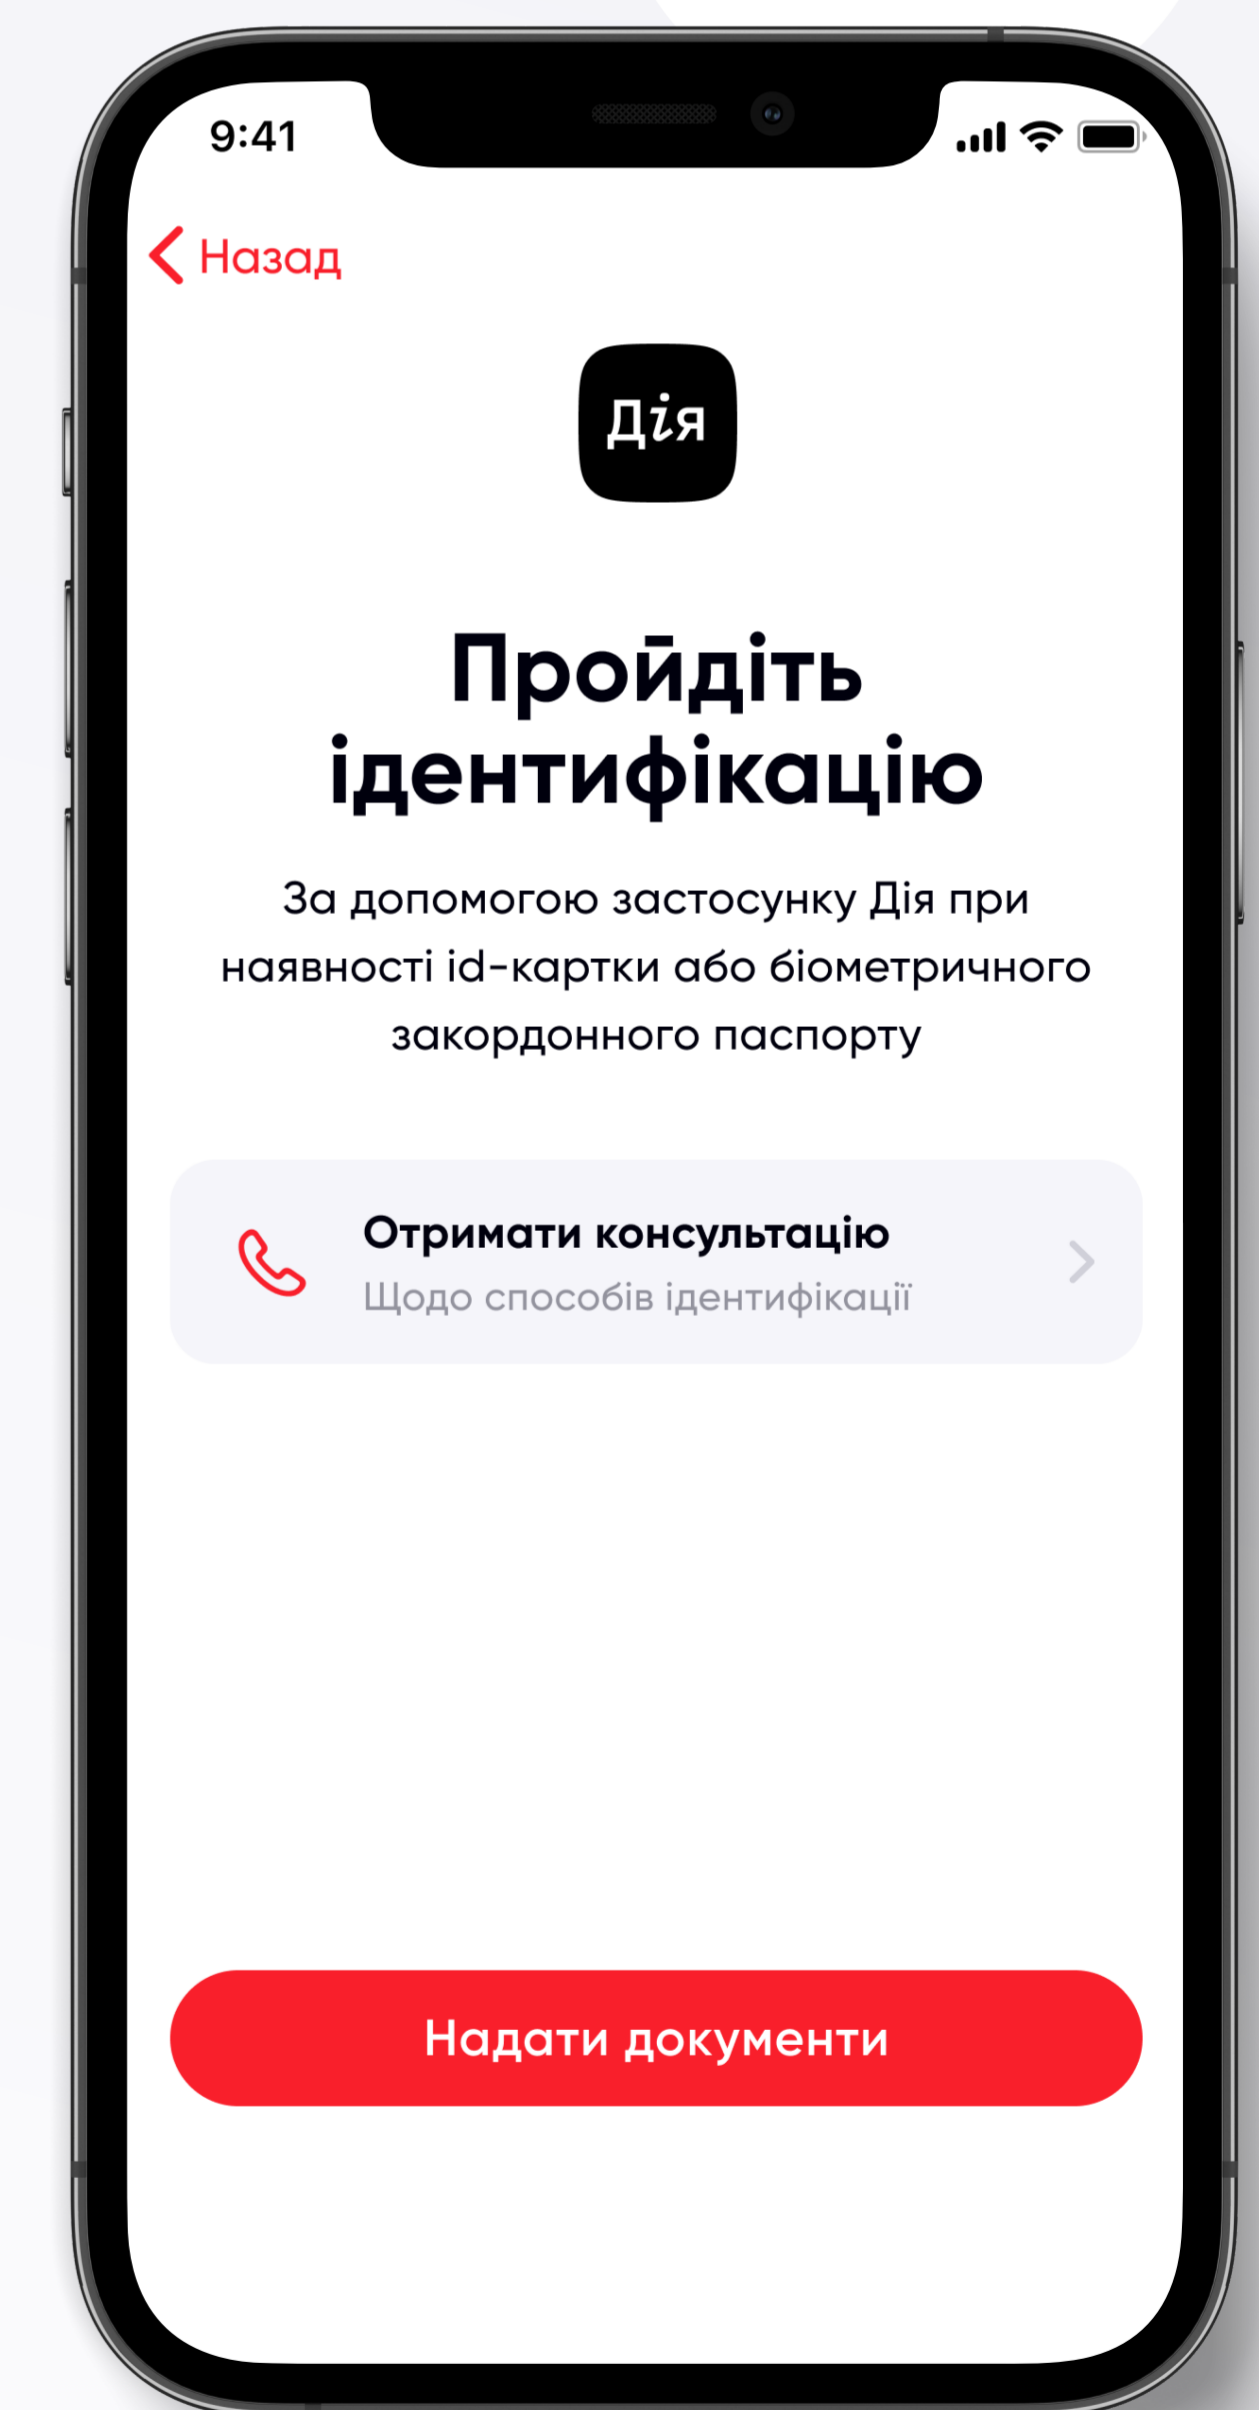 9:41
Назад
Дія
Пройдіть
ідентифікацію
За допомогою застосунку Дія при
наявності id-картки або біометричного
закордонного паспорту
Отримати консультацію
Щодо способів ідентифікації
Надати документи